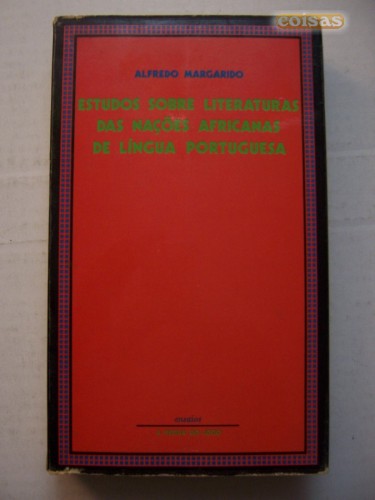 coisas
ALFREDO MARGARIDO
ESTUDOS SOBRE LITERATURAS
DAS NAÇÕES AFRICANAS
DE LÍNGUA PORTUGUESA